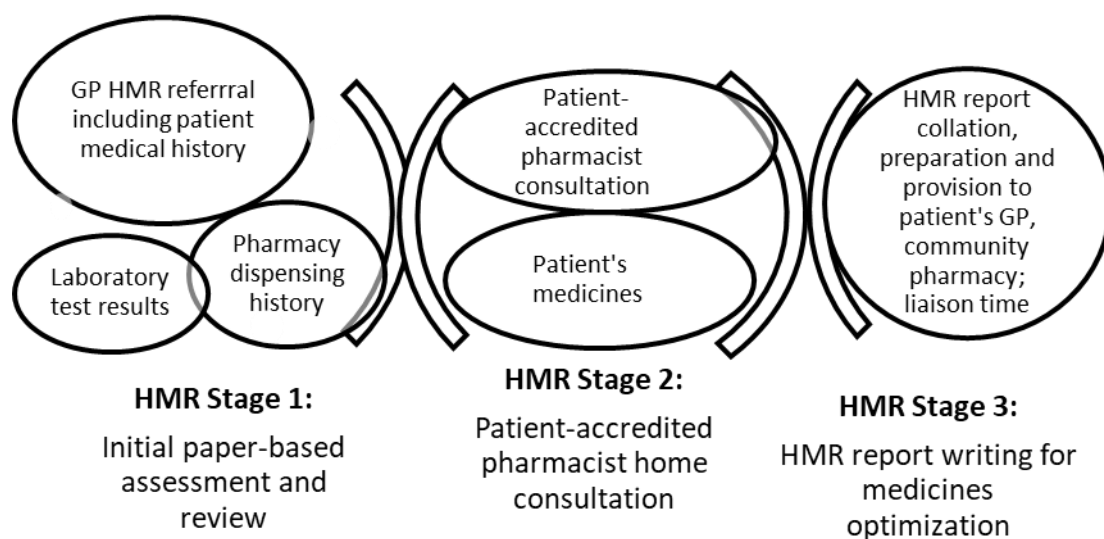 GP HMR referrral
including patient
medical history
Laboratory
test results
Pharmacy
dispensing
history
HMR Stage 1:
Initial paper-based
assessment and
review
Patient-
accredited
pharmacist
consultation
Patient's
medicines
HMR Stage 2:
Patient-accredited
pharmacist home
consultation
HMR report
collation,
preparation and
provision to
patient's GP,
community
pharmacy;
liaison time
HMR Stage 3:
HMR report writing for
medicines
optimization